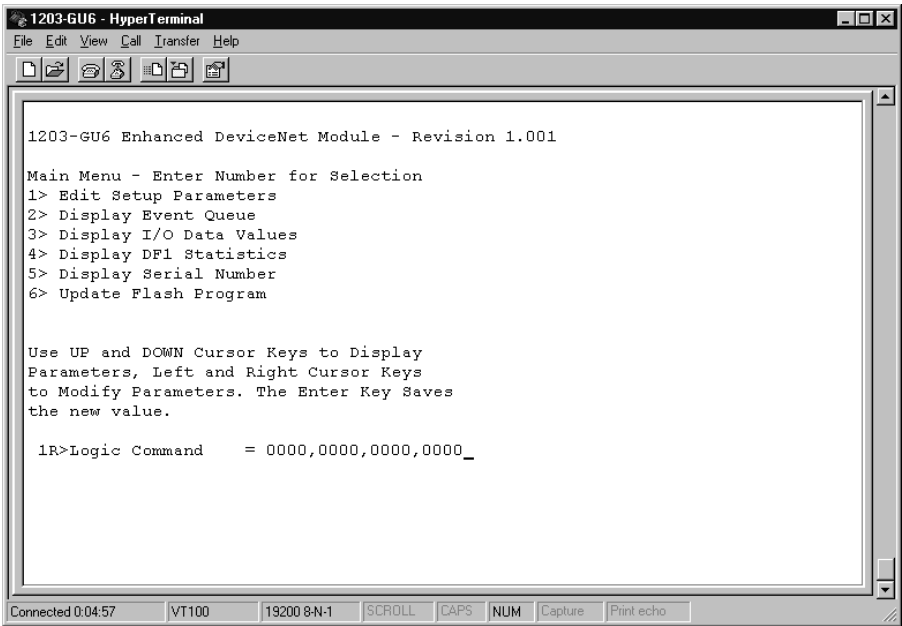 1203-GU6 - HyperTerminal
File Edit View Call Transfer Help
1203-GU6 Enhanced DeviceNet Module - Revision 1.001
Main Menu - Enter Number for Selection
1> Edit Setup Parameters
2> Display Event Queue
3> Display I/O Data Values
4> Display DF1 Statistics
5> Display Serial Number
6> Update Flash Program
Use UP and DOWN Cursor Keys to Display
Parameters, Left and Right Cursor Keys
to Modify Parameters. The Enter Key Saves
the new value.
1R>Logic Command = 0000,0000,0000,0000_
Connected 0:04:57 VT100 19200 8-N-1 SCROLL CAPS NUM Capture Print echo